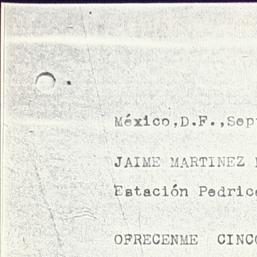 México,D.F.,Sep
JAIME MARTINEZ
Estación Pedric
OFRECENME CINC